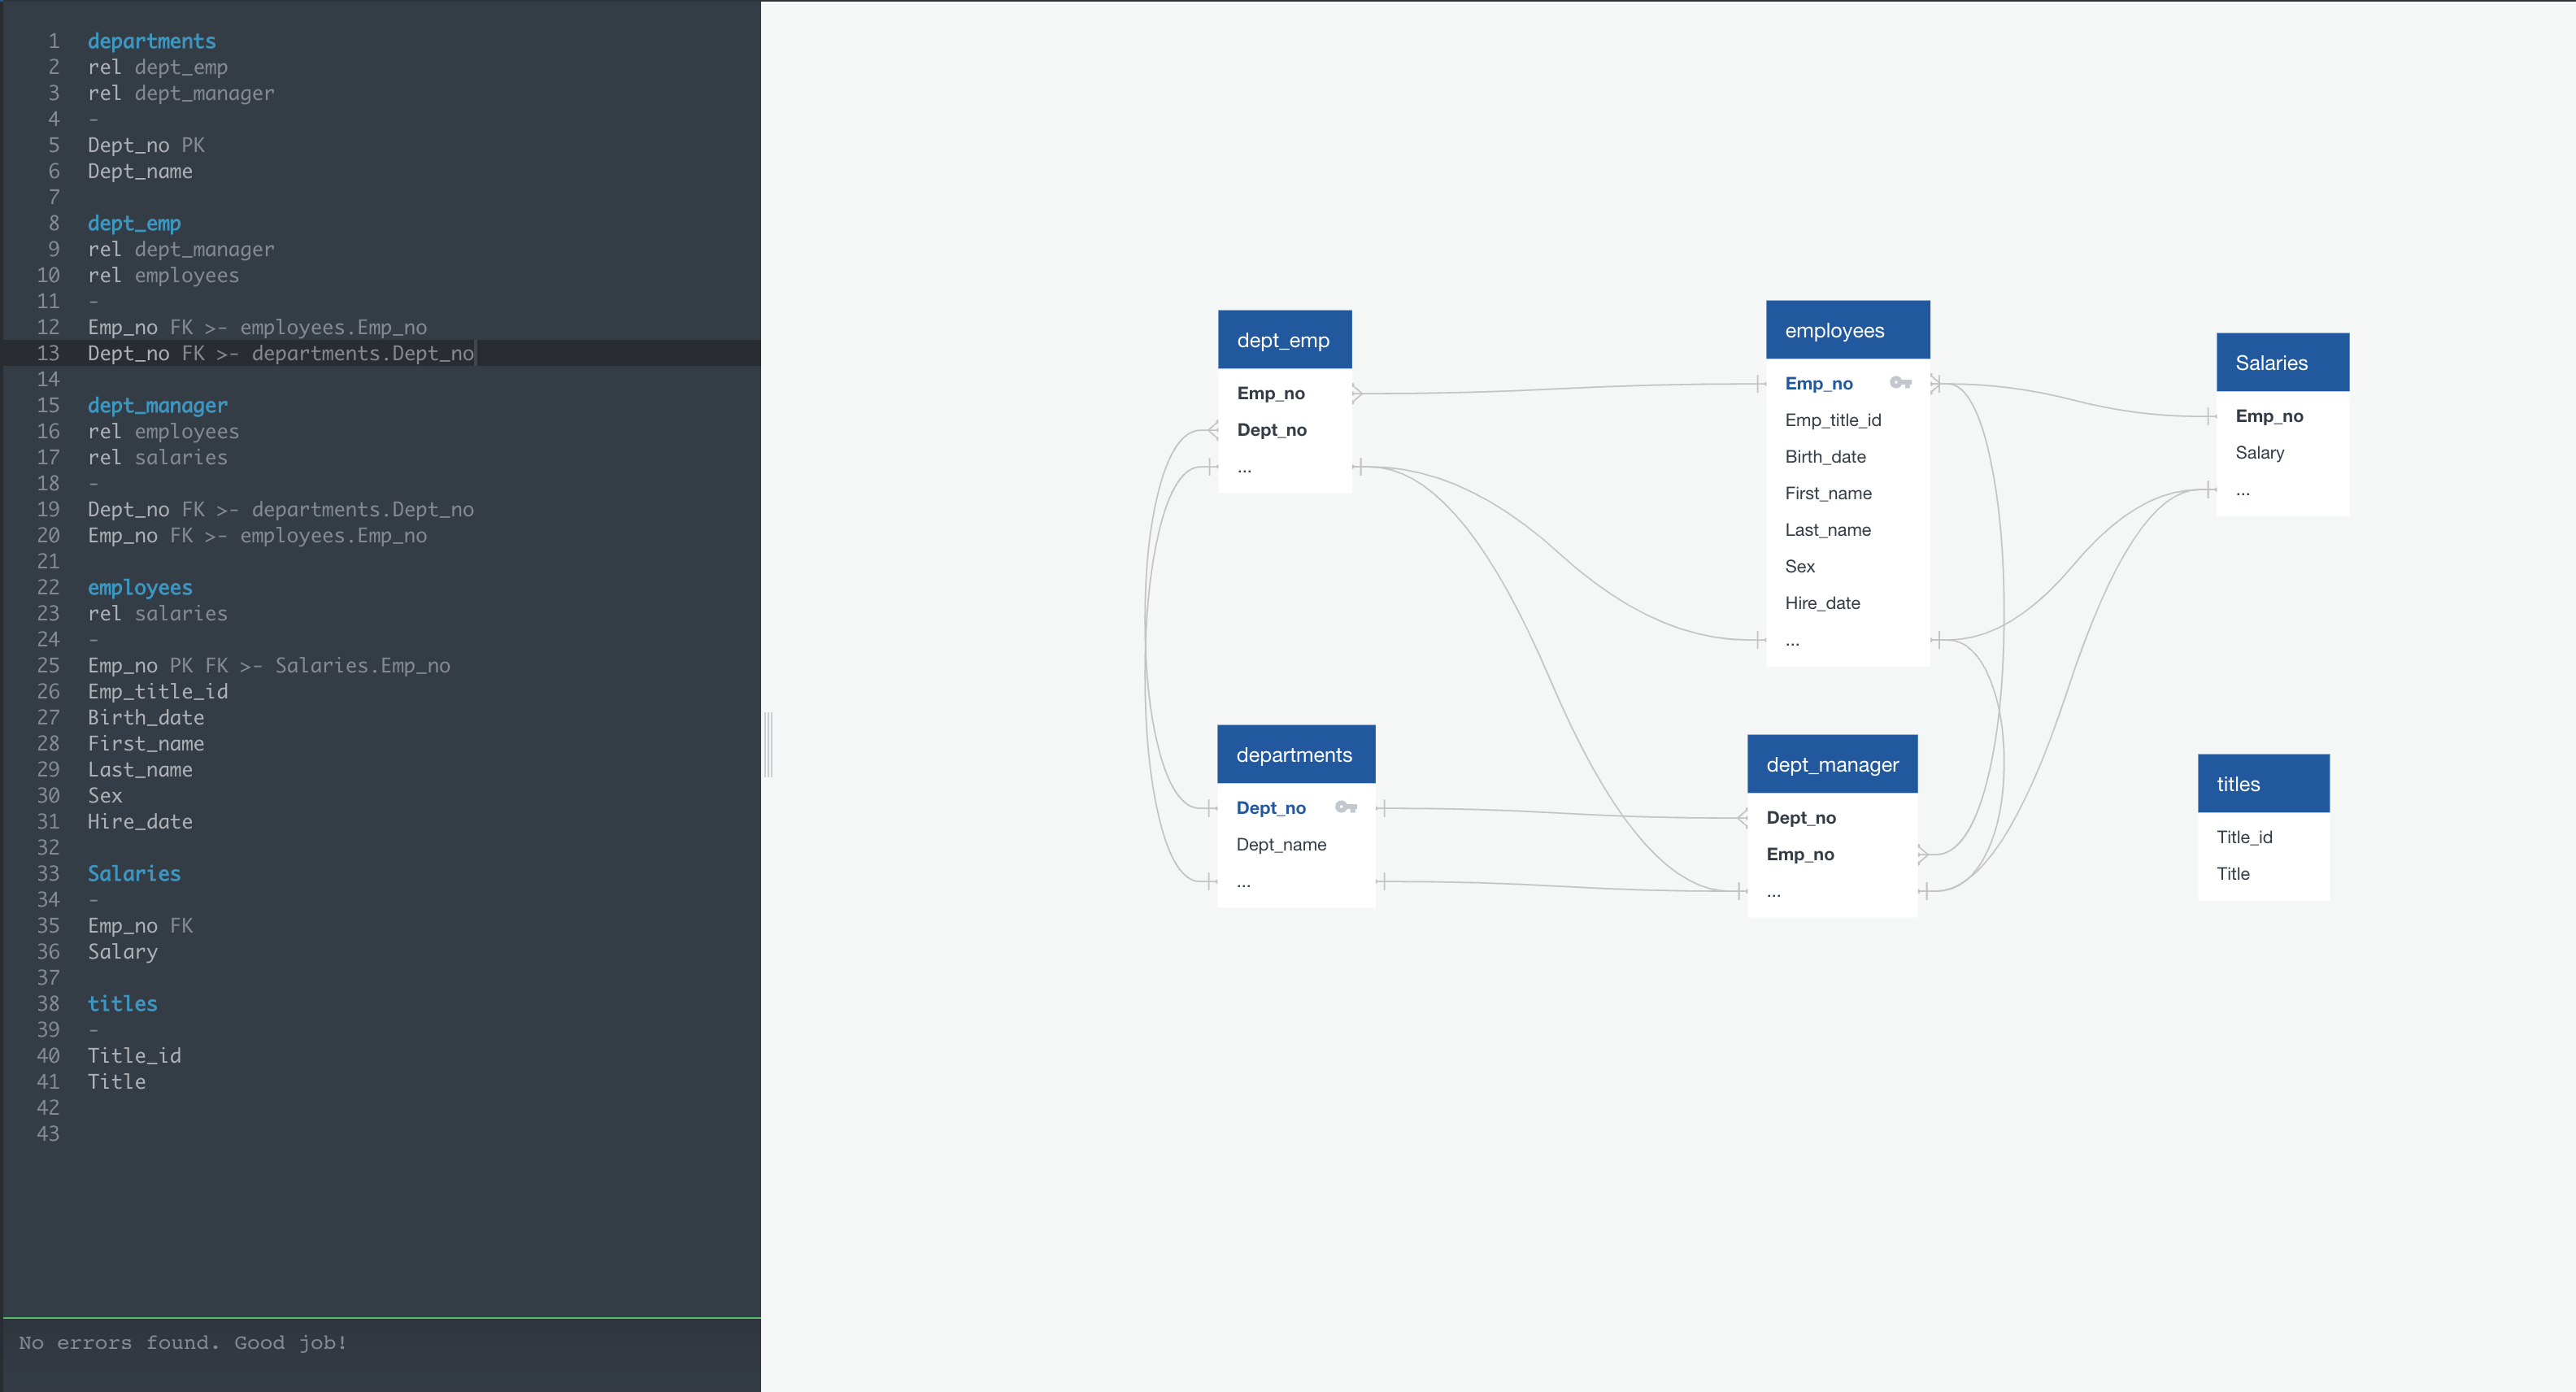 1 departments
2 rel dept_emp
3 rel dept_manager
4 -
5 Dept_no PK
6 Dept_name
7
8 dept_emp
9 rel dept_manager
10 rel employees
11 -
12 Emp_no FK >- employees.Emp_no
13 Dept_no FK >- departments.Dept_no
14
15 dept_manager
16 rel employees
17 rel salaries
18 -
19 Dept_no FK >- departments.Dept_no
20 Emp_no FK >- employees.Emp_no
21
22 employees
23 rel salaries
24 -
25 Emp_no PK FK >- Salaries.Emp_no
26 Emp_title_id
27 Birth_date
28 First_name
29 Last_name
30 Sex
31 Hire_date
32
33 Salaries
34 -
35 Emp_no FK
36 Salary
37
38 titles
39 -
40 Title_id
41 Title
42
43
No errors found. Good job!
dept_emp
Emp_no
Dept_no
...
employees
Emp_no
Emp_title_id
Birth_date
First_name
Last_name
Sex
Hire_date
...
Salaries
Emp_no
Salary
...
departments
Dept_no
Dept_name
...
dept_manager
Dept_no
Emp_no
...
titles
Title_id
Title